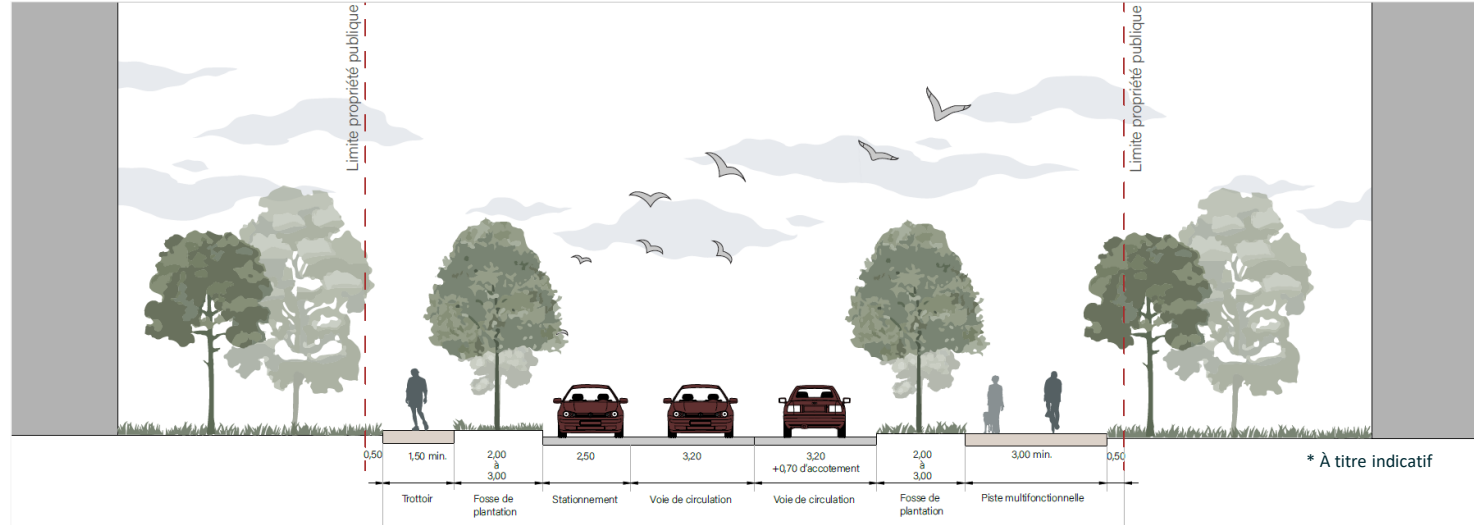 Limite propriété publique
Limite propriété publique
0,50
1,50 min.
2,00
à
3,00
2,50
3,20
3,20
+0,70 d'accotement
2,00
à
3,00
3,00 min.
0,50
* À titre indicatif
Trottoir
Fosse de
plantation
Stationnement
Voie de circulation
Voie de circulation
Fosse de
plantation
Piste multifonctionnelle